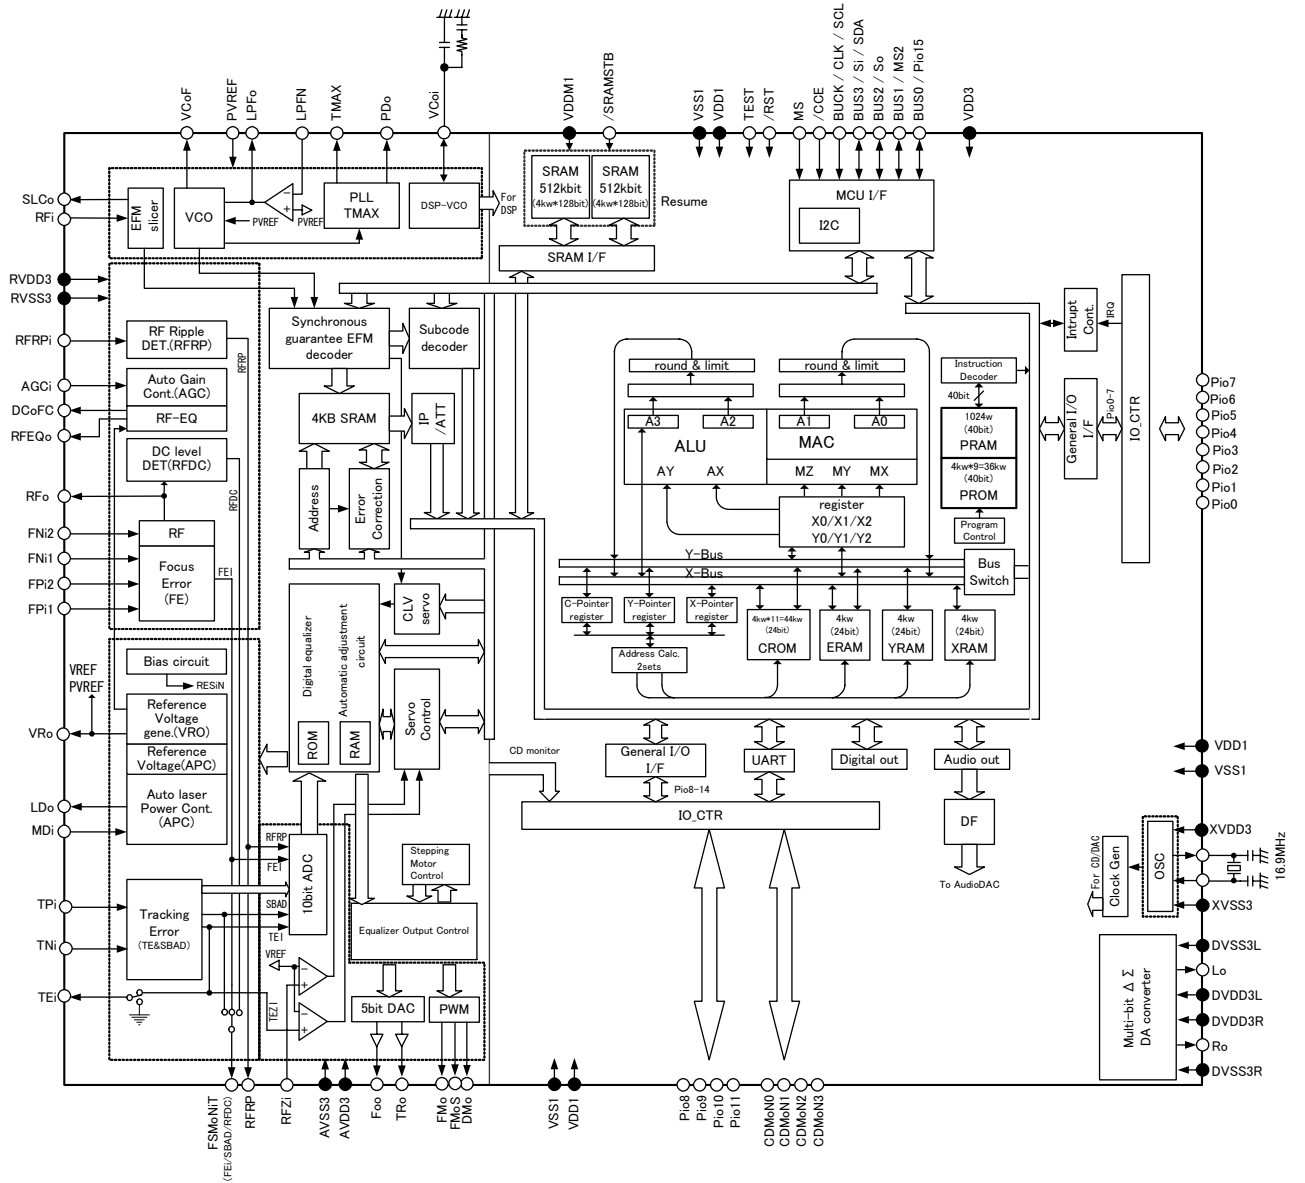 VCoF
PVREF
LPFo
LPFN
TMAX
PDo
VCoi
VDDM1
/SRAMSTB
VSS1
VDD1
TEST
/RST
MS
/CCE
BUCK / CLK / SCL
BUS3 / Si / SDA
BUS2 / So
BUS1 / MS2
BUS0 / Pio15
VDD3
SLCo
RFi
EFM
slicer
VCO
PVREF
PVREF
PLL
TMAX
DSP-VCO
For
DSP
SRAM
512kbit
(4kw*128bit)
SRAM
512kbit
(4kw*128bit)
Resume
SRAM I/F
MCU I/F
I2C
RVDD3
RVSS3
RFRPi
AGCi
DCoFC
RFEQo
RFo
FNi2
FNi1
FPi2
FPi1
RF Ripple
DET.(RFRP)
RFRP
Auto Gain
Cont.(AGC)
RF-EQ
DC level
DET(RFDC)
RFDC
RF
Focus
Error
(FE)
FEI
Synchronous
guarantee EFM
decoder
Subcode
decoder
4KB SRAM
IP
/ATT
Address
Error
Correction
CLV
servo
Digital equalizer
Automatic adjustment
circuit
ROM
RAM
Servo
Control
round & limit
round & limit
A3
A2
A1
A0
ALU
MAC
AY
AX
MZ
MY
MX
register
X0/X1/X2
Y0/Y1/Y2
Y-Bus
X-Bus
Bus
Switch
Instruction
Decoder
40bit
1024w
(40bit)
PRAM
4kw*9=36kw
(40bit)
PROM
Program
Control
C-Pointer
register
Y-Pointer
register
X-Pointer
register
Address Calc.
2sets
4kw*11=44kw
(24bit)
CROM
4kw
(24bit)
ERAM
4kw
(24bit)
YRAM
4kw
(24bit)
XRAM
Intrupt
Cont.
IRQ
General I/O
I/F
Pio0-7
IO_CTR
Pio7
Pio6
Pio5
Pio4
Pio3
Pio2
Pio1
Pio0
VREF
PVREF
VRo
LDo
MDi
TPi
TNi
TEi
Bias circuit
RESiN
Reference
Voltage
gene.(VRO)
Reference
Voltage(APC)
Auto laser
Power Cont.
(APC)
Tracking
Error
(TE&SBAD)
RFRP
FEI
SBAD
TEI
10bit ADC
VREF
TEZI
Stepping
Motor
Control
Equalizer Output Control
5bit DAC
PWM
CD monitor
General I/O
I/F
Pio8-14
UART
Digital out
Audio out
IO_CTR
DF
To AudioDAC
VDD1
VSS1
XVDD3
XVSS3
16.9MHz
OSC
Clock Gen
For CD/DAC
Multi-bit Δ Σ
DA converter
DVSS3L
Lo
DVDD3L
DVDD3R
Ro
DVSS3R
FSMoNiT
(FEi/SBAD/RFDC)
RFRP
RFZi
AVSS3
AVDD3
Foo
TRo
FMo
FMoS
DMo
VSS1
VDD1
Pio8
Pio9
Pio10
Pio11
CDMoN0
CDMoN1
CDMoN2
CDMoN3